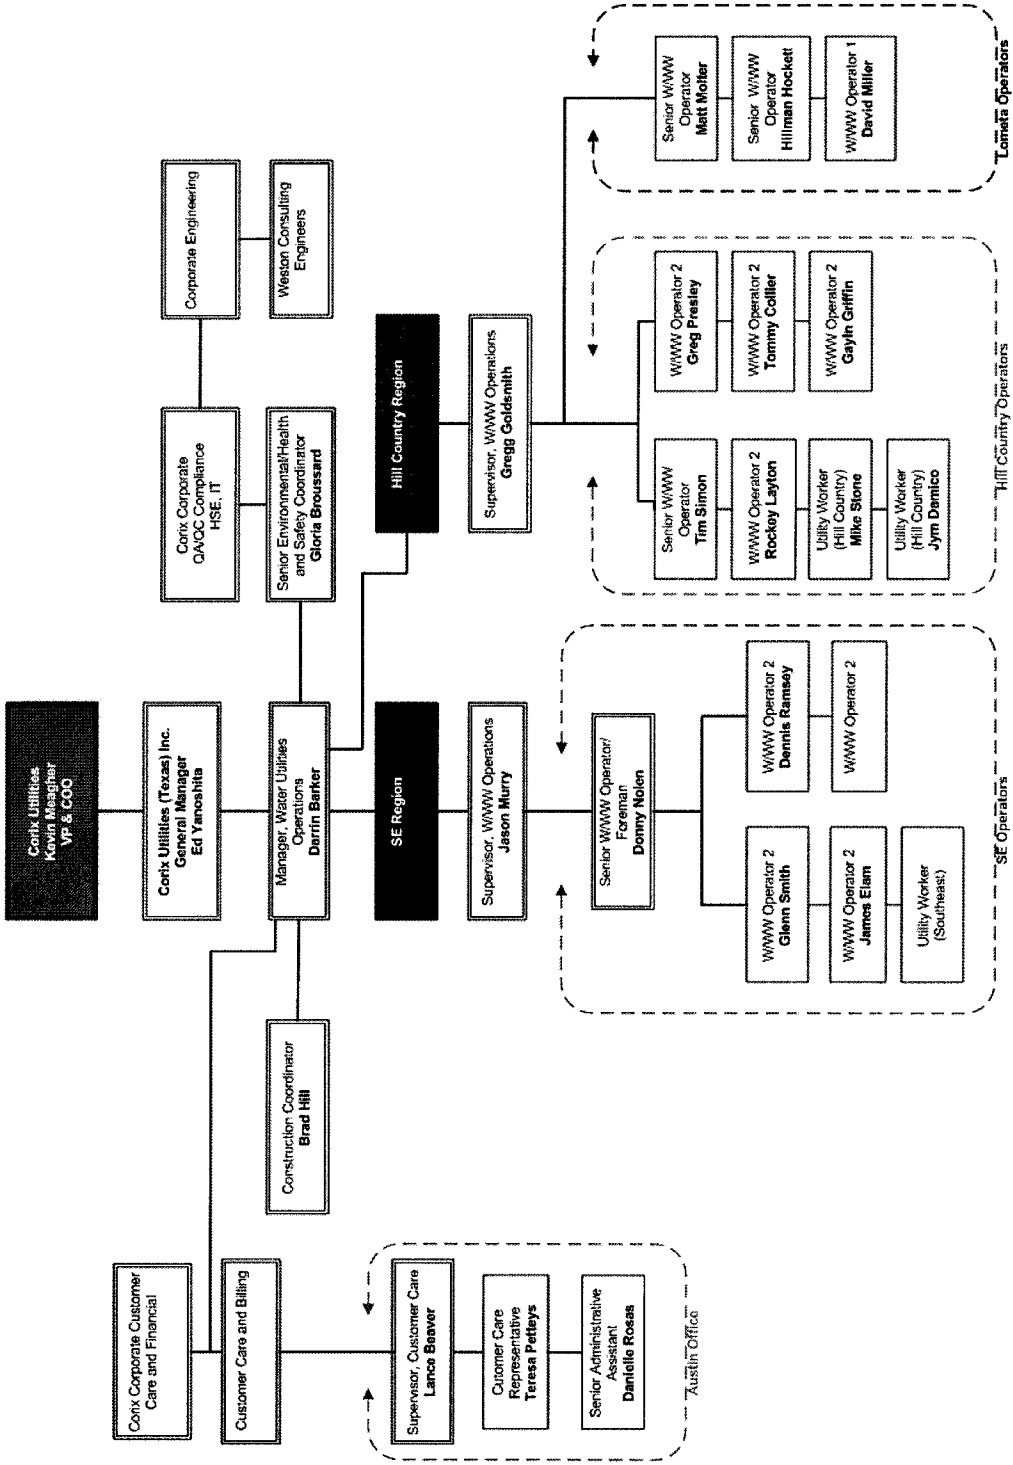 Corix Utilities
Kevin Meagher
VP & COO
Corix Utilities (Texas) Inc.
General Manager
Ed Yanoshita
Manager, Water Utilities
Operations
Darrin Barker
Corix Corporate Customer
Care and Financial
Customer Care and Billing
Construction Coordinator
Brad Hill
Corix Corporate
QA/QC Compliance
HSE, IT
Senior Environmental/Health
and Safety Coordinator
Gloria Broussard
Corporate Engineering
Weston Consulting
Engineers
Supervisor, Customer Care
Lance Beaver
Cutomer Care
Representative
Teresa Petteys
Senior Administrative
Assistant
Danielle Rosas
Austin Office
SE Region
Supervisor, W/WW Operations
Jason Murry
Senior W/WW Operator/
Foreman
Donny Nolen
W/WW Operator 2
Glenn Smith
W/WW Operator 2
James Elam
Utility Worker
(Southeast)
W/WW Operator 2
Dennis Ramsey
W/WW Operator 2
SE Operators
Hill Country Region
Supervisor, W/WW Operations
Gregg Goldsmith
Senior W/WW
Operator
Tim Simon
W/WW Operator 2
Rockey Layton
Utility Worker
(Hill Country)
Mike Stone
Utility Worker
(Hill Country)
Jym Damico
W/WW Operator 2
Greg Presley
W/WW Operator 2
Tommy Collier
W/WW Operator 2
Gayln Griffin
Hill Country Operators
Senior W/WW
Operator
Matt Molter
Senior W/WW
Operator
Hillman Hockett
W/WW Operator 1
David Miller
Lometa Operators